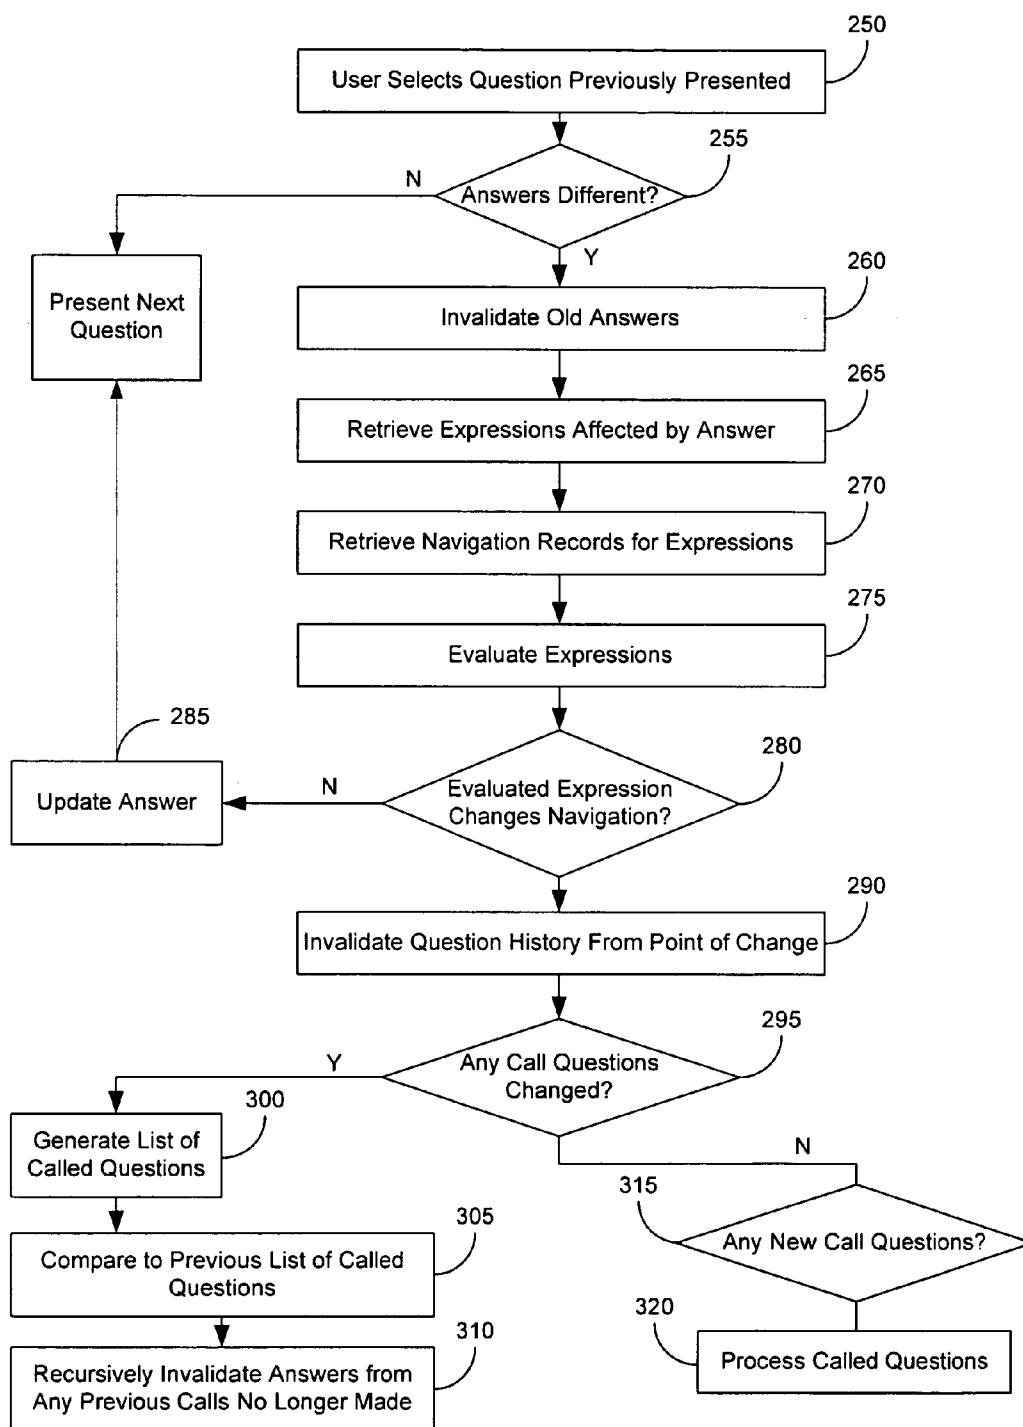 250
User Selects Question Previously Presented
255
N
Answers Different?
Y
260
Present Next
Question
Invalidate Old Answers
265
Retrieve Expressions Affected by Answer
270
Retrieve Navigation Records for Expressions
275
Evaluate Expressions
285
280
N
Update Answer
Evaluated Expression
Changes Navigation?
290
Invalidate Question History From Point of Change
295
Y
Any Call Questions
Changed?
300
Generate List of
Called Questions
N
315
305
Any New Call Questions?
Compare to Previous List of Called
Questions
320
310
Process Called Questions
Recursively Invalidate Answers from
Any Previous Calls No Longer Made